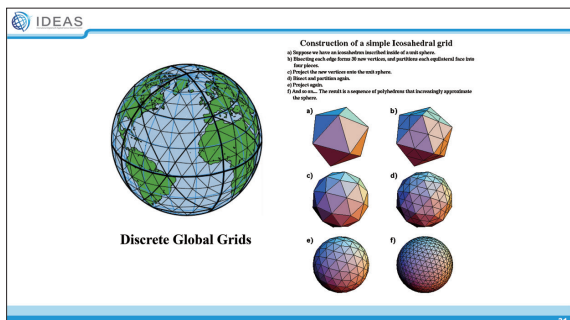 IDEAS
Construction of a simple Icosahedral grid
a) Suppose we have an icosahedron inscribed inside of a unit sphere.
b) Bisecting each edge forms 30 new vertices, and partitions each equilateral face into
four pieces.
c) Project the new vertices onto the unit sphere.
d) Bisect and partition again.
e) Project again.
f) And so on... The result is a sequence of polyhedrons that increasingly approximate
the sphere.
a)
b)
c)
d)
e)
f)
Discrete Global Grids